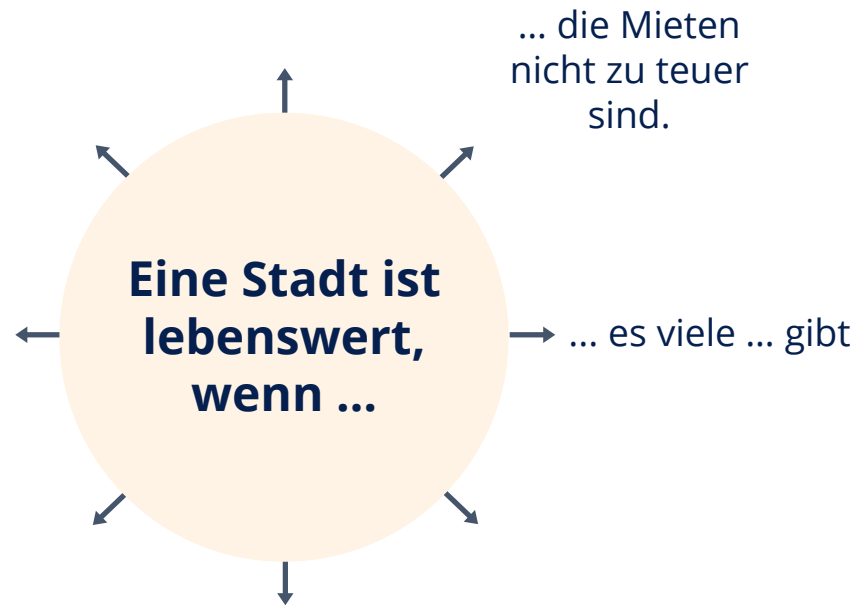 ... die Mieten
nicht zu teuer
sind.
Eine Stadt ist
lebenswert,
wenn ...
... es viele ... gibt